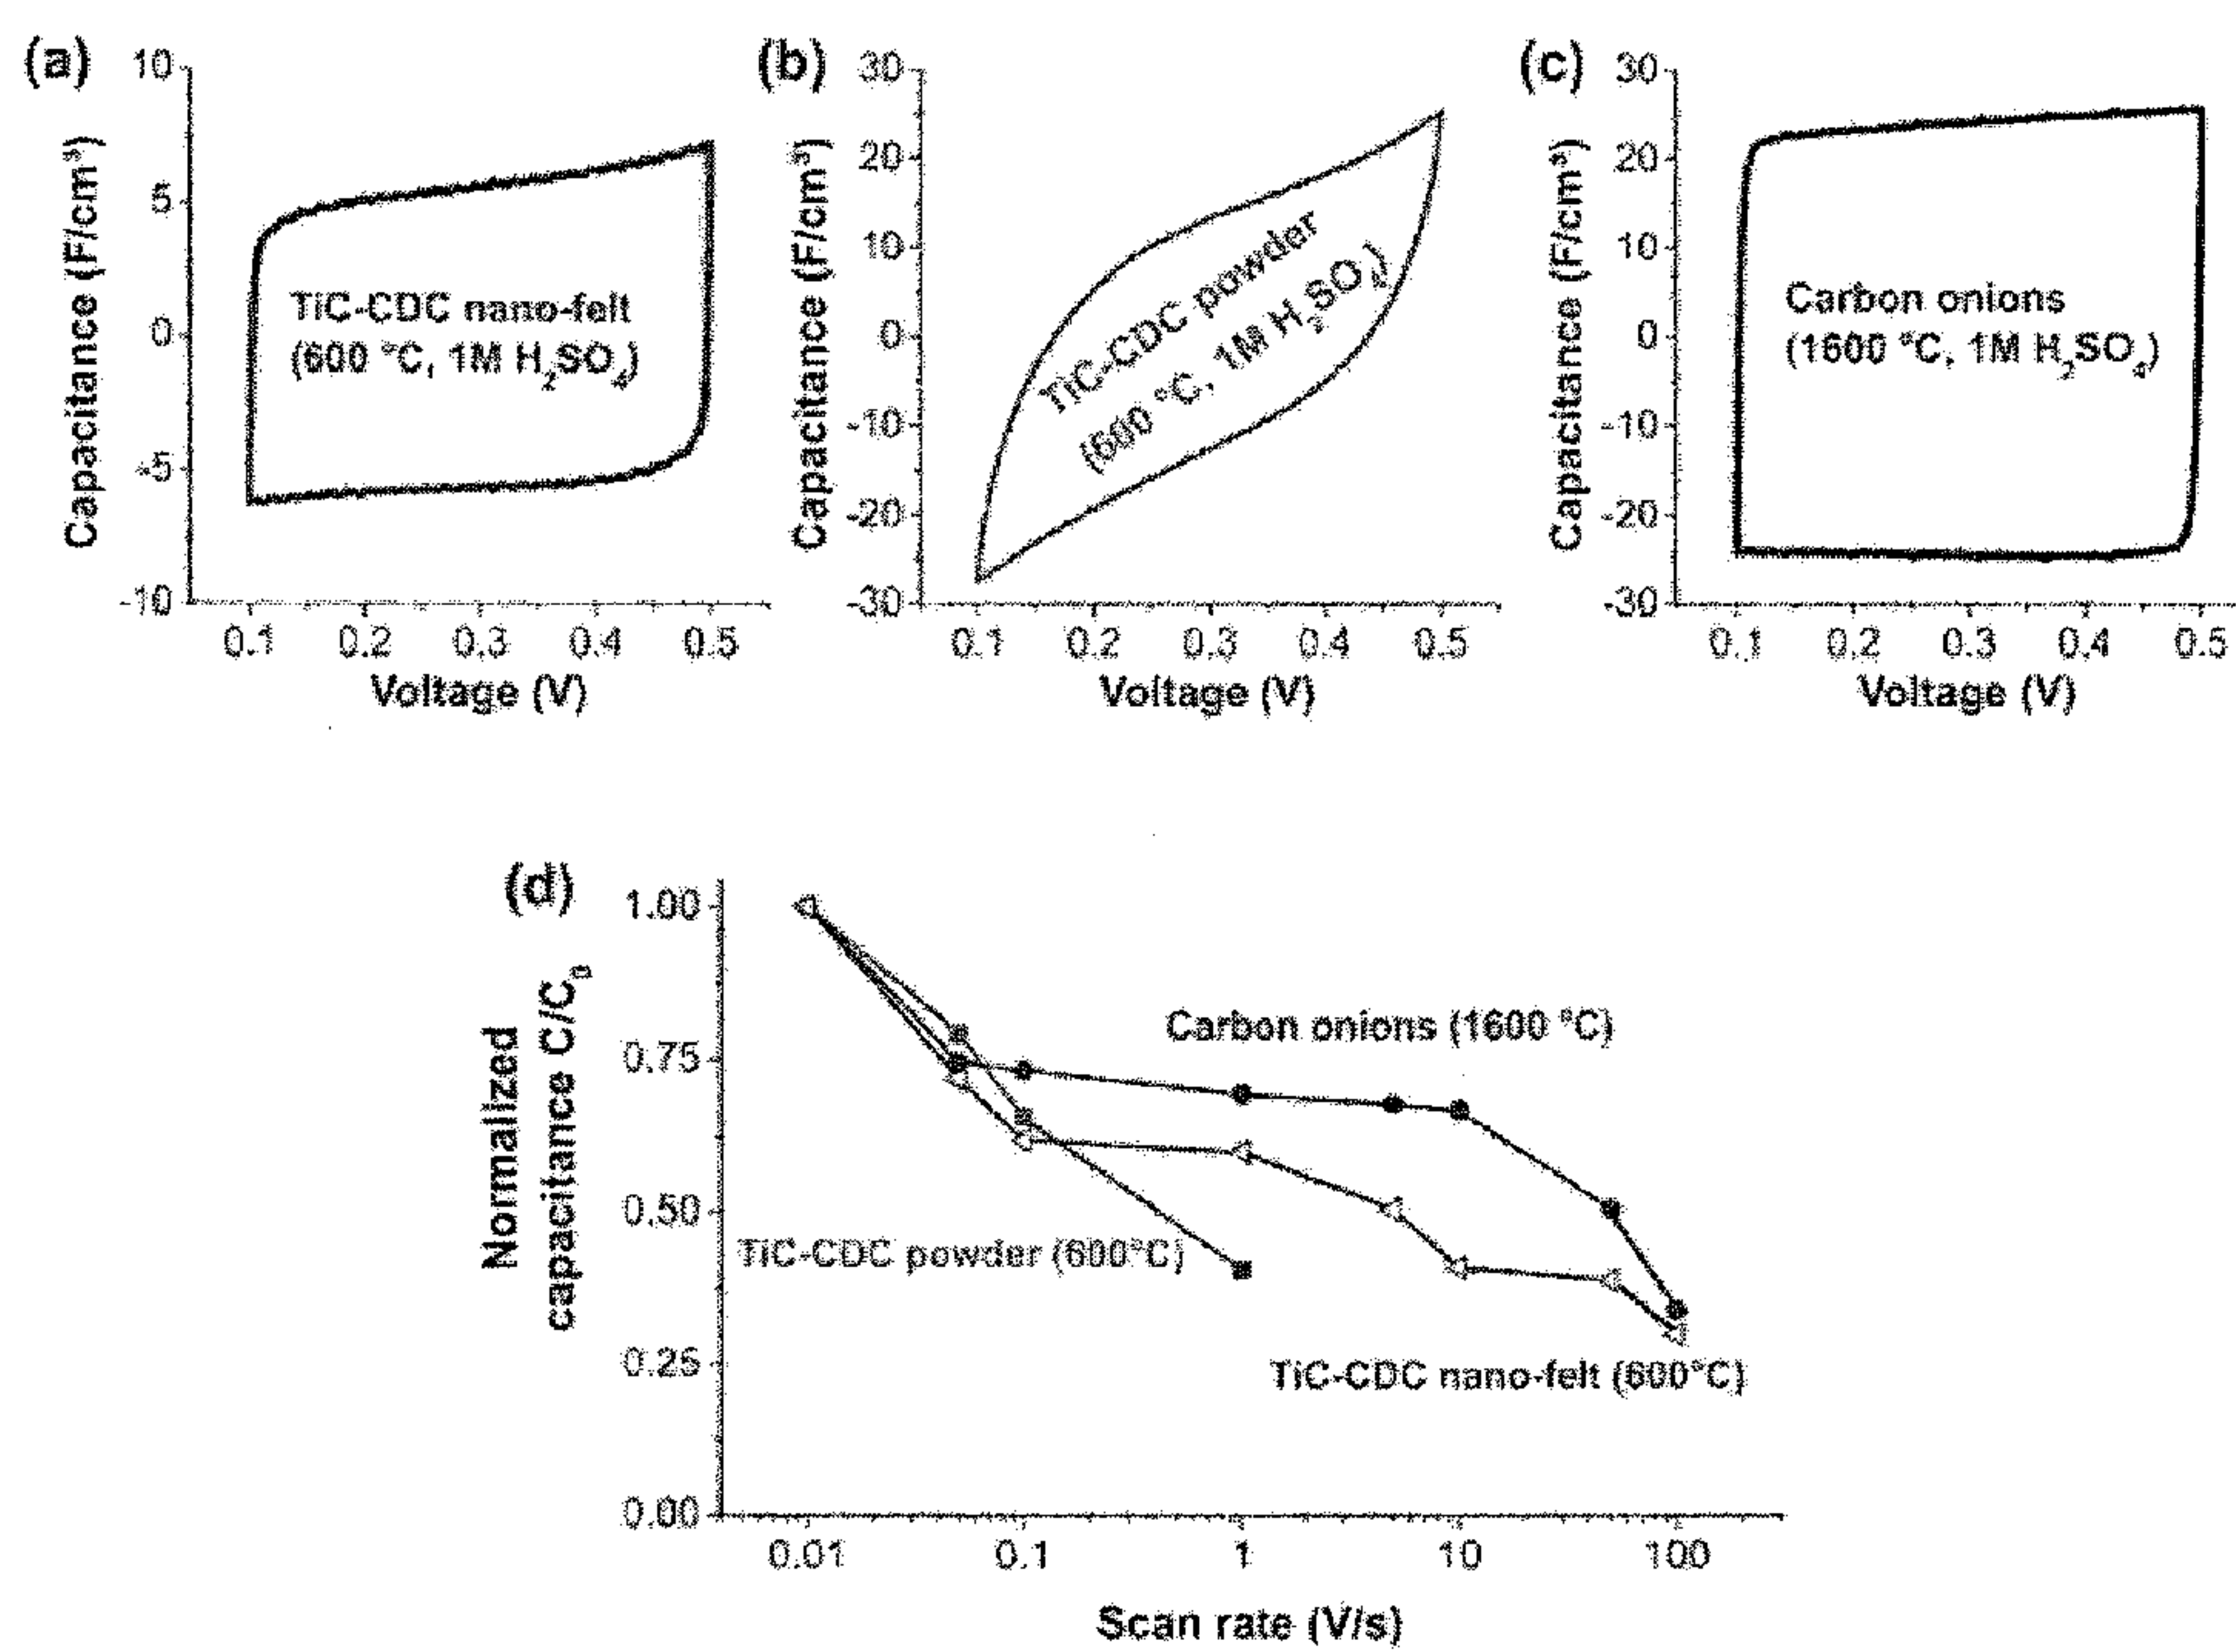 (a)
10
5
0
-5
-10
Capacitance (F/cm³)
TiC-CDC nano-felt
(600 °C, 1M H₂SO₄)
0.1 0.2 0.3 0.4 0.5
Voltage (V)
(b)
30
20
10
0
-10
-20
-30
Capacitance (F/cm³)
TiC-CDC powder
(600 °C, 1M H₂SO₄)
0.1 0.2 0.3 0.4 0.5
Voltage (V)
(c)
30
20
10
0
-10
-20
-30
Capacitance (F/cm³)
Carbon onions
(1600 °C, 1M H₂SO₄)
0.1 0.2 0.3 0.4 0.5
Voltage (V)
(d)
1.00
0.75
0.50
0.25
0.00
Normalized
capacitance C/C₀
Carbon onions (1600 °C)
TiC-CDC powder (600°C)
TiC-CDC nano-felt (600°C)
0.01 0.1 1 10 100
Scan rate (V/s)